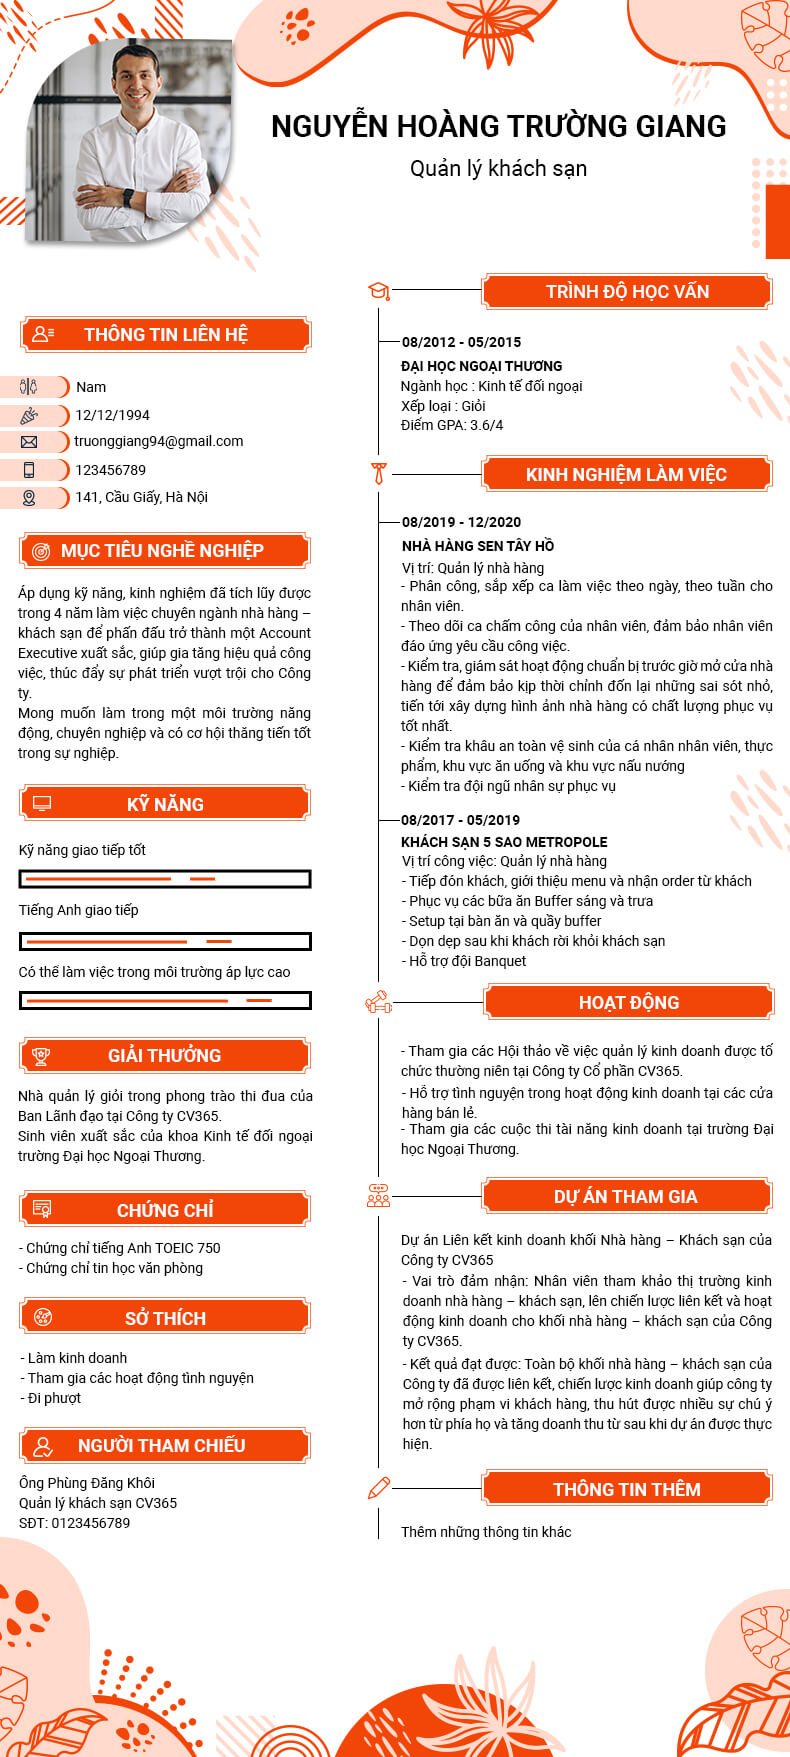 NGUYỄN HOÀNG TRƯỜNG GIANG
Quản lý khách sạn
THÔNG TIN LIÊN HỆ
Nam
12/12/1994
truonggiang94@gmail.com
123456789
141, Cầu Giấy, Hà Nội
MỤC TIÊU NGHỀ NGHIỆP
Áp dụng kỹ năng, kinh nghiệm đã tích lũy được
trong 4 năm làm việc chuyên ngành nhà hàng –
khách sạn để phấn đấu trở thành một Account
Executive xuất sắc, giúp gia tăng hiệu quả công
việc, thúc đẩy sự phát triển vượt trội cho Công
ty.
Mong muốn làm trong một môi trường năng
động, chuyên nghiệp và có cơ hội thăng tiến tốt
trong sự nghiệp.
KỸ NĂNG
Kỹ năng giao tiếp tốt
Tiếng Anh giao tiếp
Có thể làm việc trong môi trường áp lực cao
GIẢI THƯỞNG
Nhà quản lý giỏi trong phong trào thi đua của
Ban Lãnh đạo tại Công ty CV365.
Sinh viên xuất sắc của khoa Kinh tế đối ngoại
trường Đại học Ngoại Thương.
CHỨNG CHỈ
- Chứng chỉ tiếng Anh TOEIC 750
- Chứng chỉ tin học văn phòng
SỞ THÍCH
- Làm kinh doanh
- Tham gia các hoạt động tình nguyện
- Đi phượt
NGƯỜI THAM CHIẾU
Ông Phùng Đăng Khôi
Quản lý khách sạn CV365
SĐT: 0123456789
TRÌNH ĐỘ HỌC VẤN
08/2012 - 05/2015
ĐẠI HỌC NGOẠI THƯƠNG
Ngành học : Kinh tế đối ngoại
Xếp loại : Giỏi
Điểm GPA: 3.6/4
KINH NGHIỆM LÀM VIỆC
08/2019 - 12/2020
NHÀ HÀNG SEN TÂY HỒ
Vị trí: Quản lý nhà hàng
- Phân công, sắp xếp ca làm việc theo ngày, theo tuần cho
nhân viên.
- Theo dõi ca chấm công của nhân viên, đảm bảo nhân viên
đáo ứng yêu cầu công việc.
- Kiểm tra, giám sát hoạt động chuẩn bị trước giờ mở cửa nhà
hàng để đảm bảo kịp thời chỉnh đốn lại những sai sót nhỏ,
tiến tới xây dựng hình ảnh nhà hàng có chất lượng phục vụ
tốt nhất.
- Kiểm tra khâu an toàn vệ sinh của cá nhân nhân viên, thực
phẩm, khu vực ăn uống và khu vực nấu nướng
- Kiểm tra đội ngũ nhân sự phục vụ
08/2017 - 05/2019
KHÁCH SẠN 5 SAO METROPOLE
Vị trí công việc: Quản lý nhà hàng
- Tiếp đón khách, giới thiệu menu và nhận order từ khách
- Phục vụ các bữa ăn Buffer sáng và trưa
- Setup tại bàn ăn và quầy buffer
- Dọn dẹp sau khi khách rời khỏi khách sạn
- Hỗ trợ đội Banquet
HOẠT ĐỘNG
- Tham gia các Hội thảo về việc quản lý kinh doanh được tố
chức thường niên tại Công ty Cổ phần CV365.
- Hỗ trợ tình nguyện trong hoạt động kinh doanh tại các cửa
hàng bán lẻ.
- Tham gia các cuộc thi tài năng kinh doanh tại trường Đại
học Ngoại Thương.
DỰ ÁN THAM GIA
Dự án Liên kết kinh doanh khối Nhà hàng – Khách sạn của
Công ty CV365
- Vai trò đảm nhận: Nhân viên tham khảo thị trường kinh
doanh nhà hàng – khách sạn, lên chiến lược liên kết và hoạt
động kinh doanh cho khối nhà hàng – khách sạn của Công
ty CV365.
- Kết quả đạt được: Toàn bộ khối nhà hàng – khách sạn của
Công ty đã được liên kết, chiến lược kinh doanh giúp công ty
mở rộng phạm vi khách hàng, thu hút được nhiều sự chú ý
hơn từ phía họ và tăng doanh thu từ sau khi dự án được thực
hiện.
THÔNG TIN THÊM
Thêm những thông tin khác